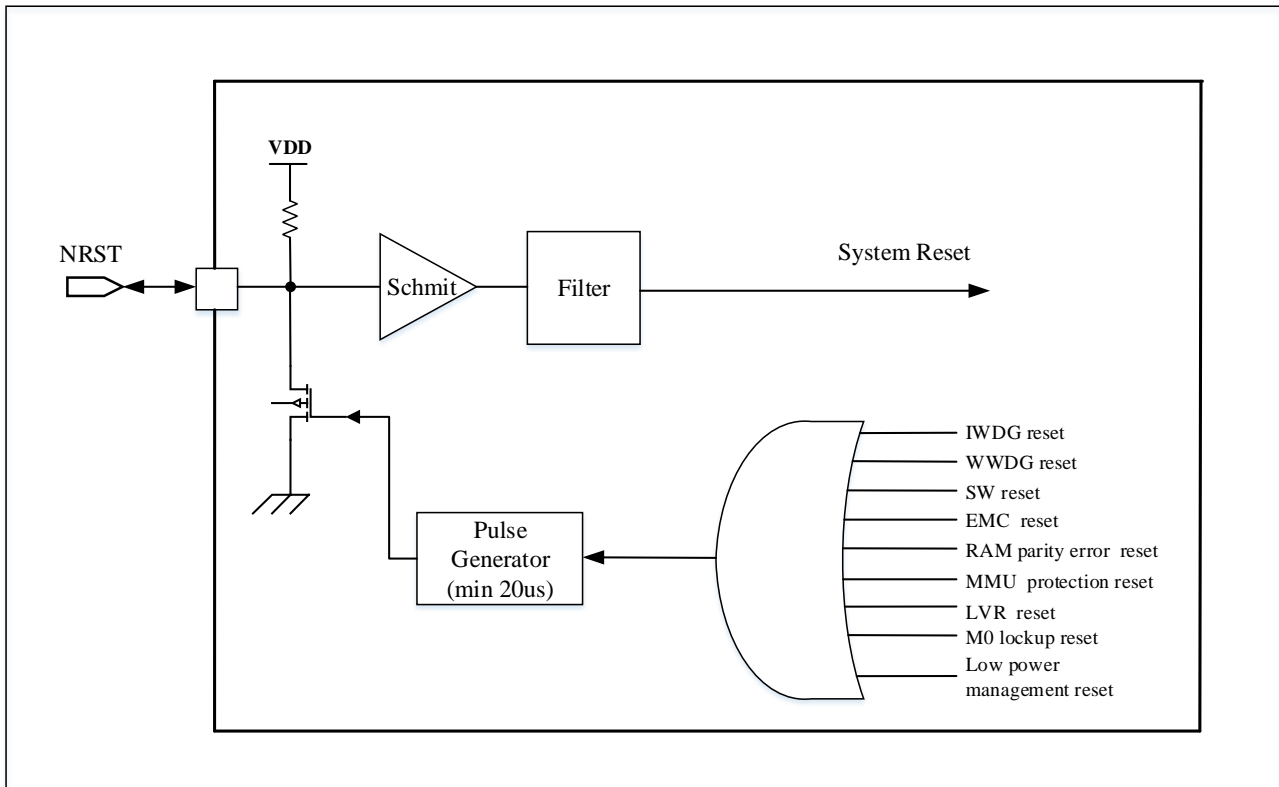 VDD
NRST
Schmit
Filter
System Reset
Pulse
Generator
(min 20us)
IWDG reset
WWDG reset
SW reset
EMC reset
RAM parity error reset
MMU protection reset
LVR reset
M0 lockup reset
Low power
management reset